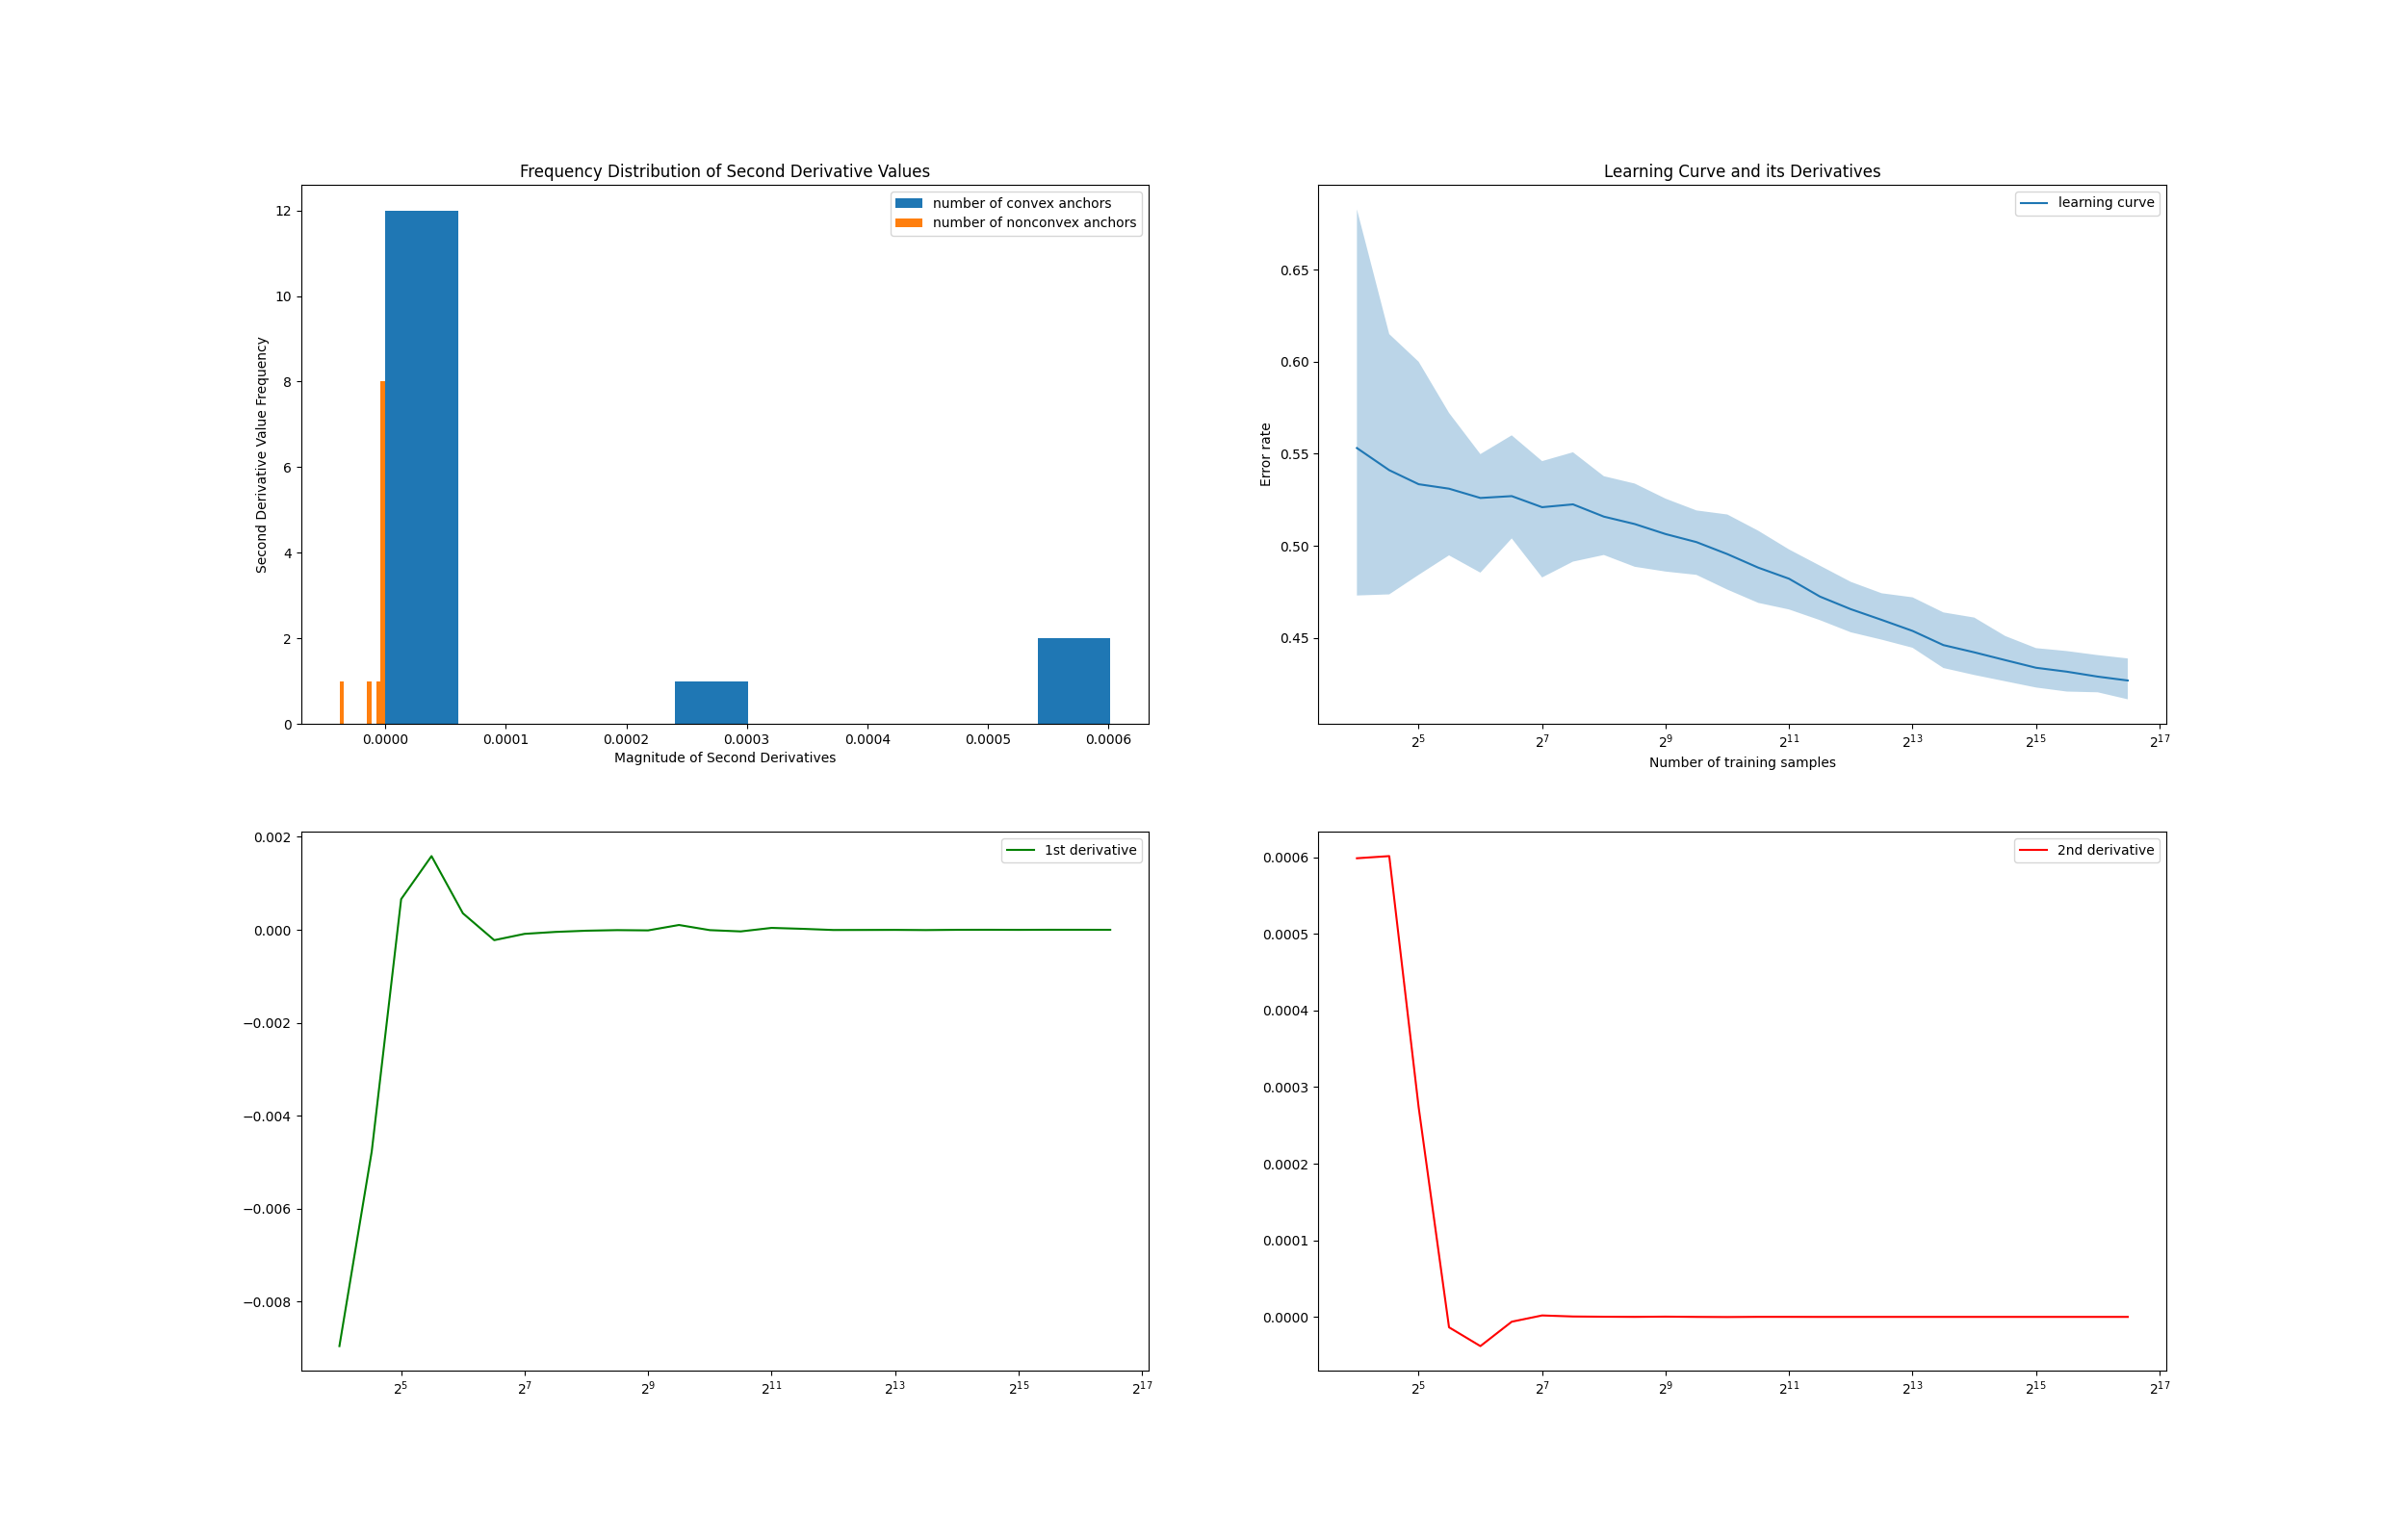 Frequency Distribution of Second Derivative Values
number of convex anchors
number of nonconvex anchors
12
10
8
6
4
2
0
Second Derivative Value Frequency
0.0000 0.0001 0.0002 0.0003 0.0004 0.0005 0.0006
Magnitude of Second Derivatives
Learning Curve and its Derivatives
learning curve
0.65
0.60
0.55
0.50
0.45
Error rate
2^5 2^7 2^9 2^11 2^13 2^15 2^17
Number of training samples
1st derivative
0.002
0.000
−0.002
−0.004
−0.006
−0.008
2^5 2^7 2^9 2^11 2^13 2^15 2^17
2nd derivative
0.0006
0.0005
0.0004
0.0003
0.0002
0.0001
0.0000
2^5 2^7 2^9 2^11 2^13 2^15 2^17